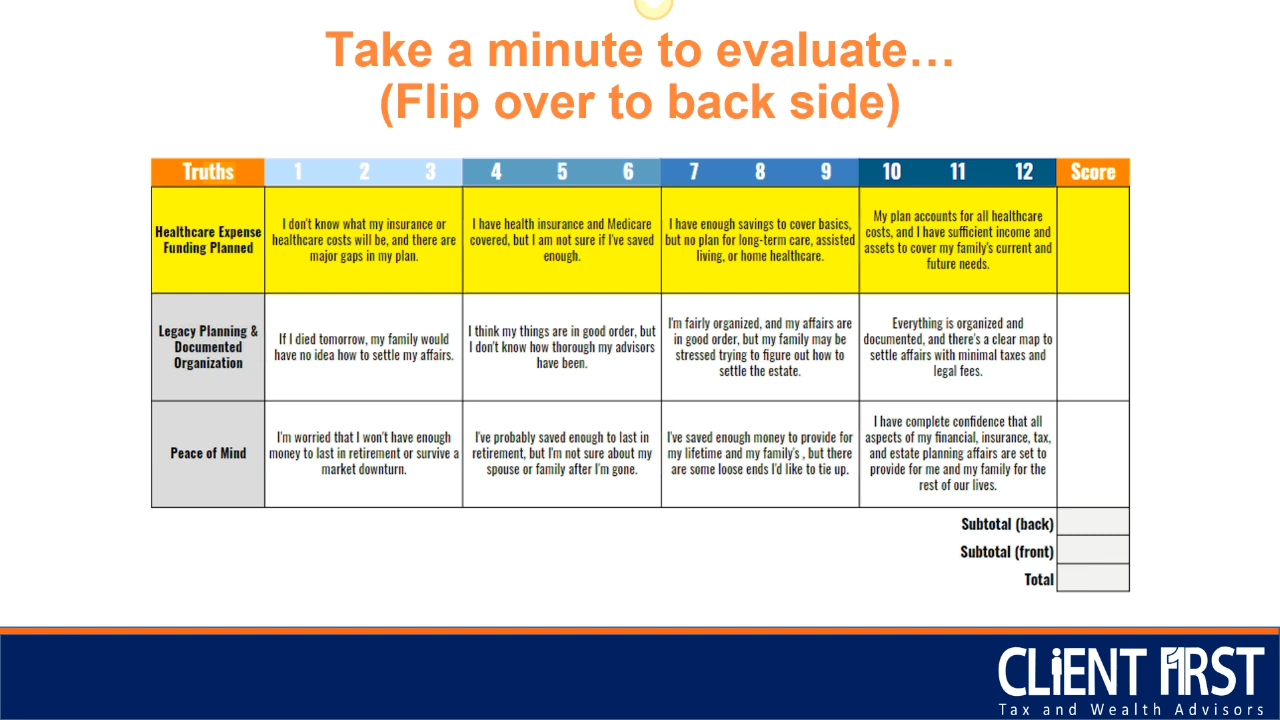 Take a minute to evaluate…
(Flip over to back side)
Truths 1 2 3 4 5 6 7 8 9 10 11 12 Score
Healthcare Expense
Funding Planned
I don't know what my insurance or
healthcare costs will be, and there are
major gaps in my plan.
I have health insurance and Medicare
covered, but I am not sure if I've saved
enough.
I have enough savings to cover basics,
but no plan for long-term care, assisted
living, or home healthcare.
My plan accounts for all healthcare
costs, and I have sufficient income and
assets to cover my family's current and
future needs.
Legacy Planning &
Documented
Organization
If I died tomorrow, my family would
have no idea how to settle my affairs.
I think my things are in good order, but
I don't know how thorough my advisors
have been.
I'm fairly organized, and my affairs are
in good order, but my family may be
stressed trying to figure out how to
settle the estate.
Everything is organized and
documented, and there's a clear map to
settle affairs with minimal taxes and
legal fees.
Peace of Mind
I'm worried that I won't have enough
money to last in retirement or survive a
market downturn.
I've probably saved enough to last in
retirement, but I'm not sure about my
spouse or family after I'm gone.
I've saved enough money to provide for
my lifetime and my family's , but there
are some loose ends I'd like to tie up.
I have complete confidence that all
aspects of my financial, insurance, tax,
and estate planning affairs are set to
provide for me and my family for the
rest of our lives.
Subtotal (back)
Subtotal (front)
Total
CLiENT FIRST
Tax and Wealth Advisors